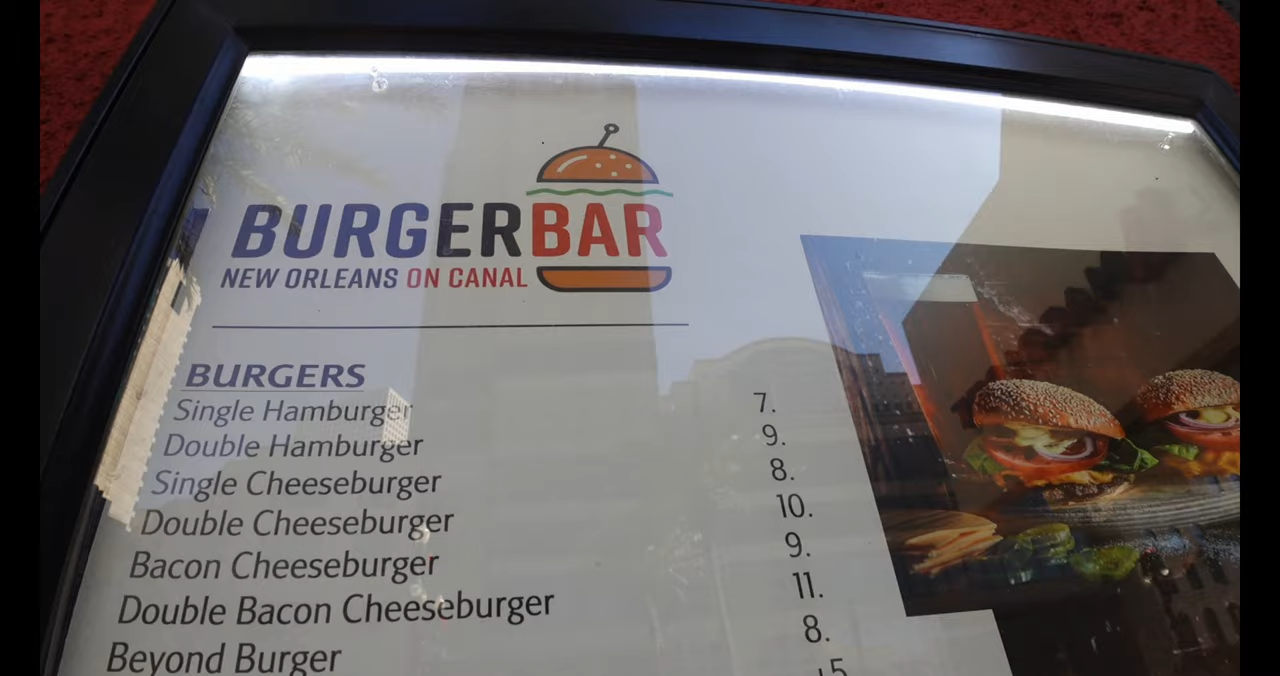 BURGERBAR
NEW ORLEANS ON CANAL
BURGERS
Single Hamburger 7.
Double Hamburger 9.
Single Cheeseburger 8.
Double Cheeseburger 10.
Bacon Cheeseburger 9.
Double Bacon Cheeseburger 11.
Beyond Burger 8.
+5